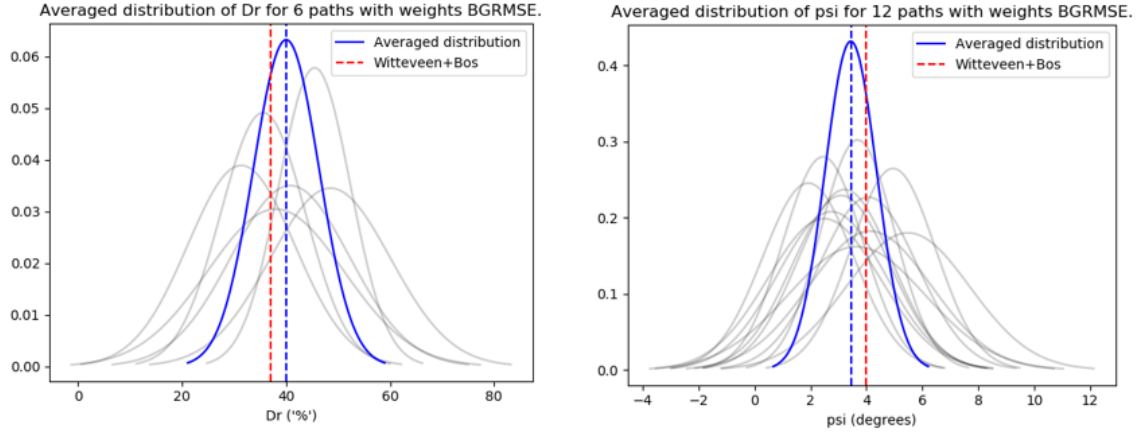 Averaged distribution of Dr for 6 paths with weights BGRMSE.
Averaged distribution
Witteveen+Bos
0.06
0.05
0.04
0.03
0.02
0.01
0.00
0 20 40 60 80
Dr ('%')
Averaged distribution of psi for 12 paths with weights BGRMSE.
Averaged distribution
Witteveen+Bos
0.4
0.3
0.2
0.1
0.0
−4 −2 0 2 4 6 8 10 12
psi (degrees)